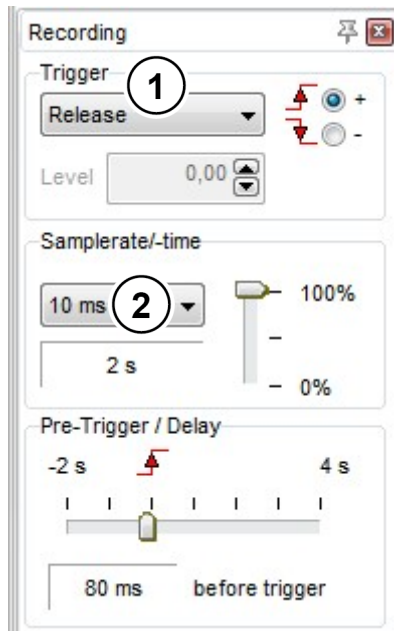 Recording
Trigger
1
Release
+
-
Level
0,00
Samplerate/-time
10 ms
2
100%
2 s
0%
Pre-Trigger / Delay
-2 s
4 s
80 ms before trigger